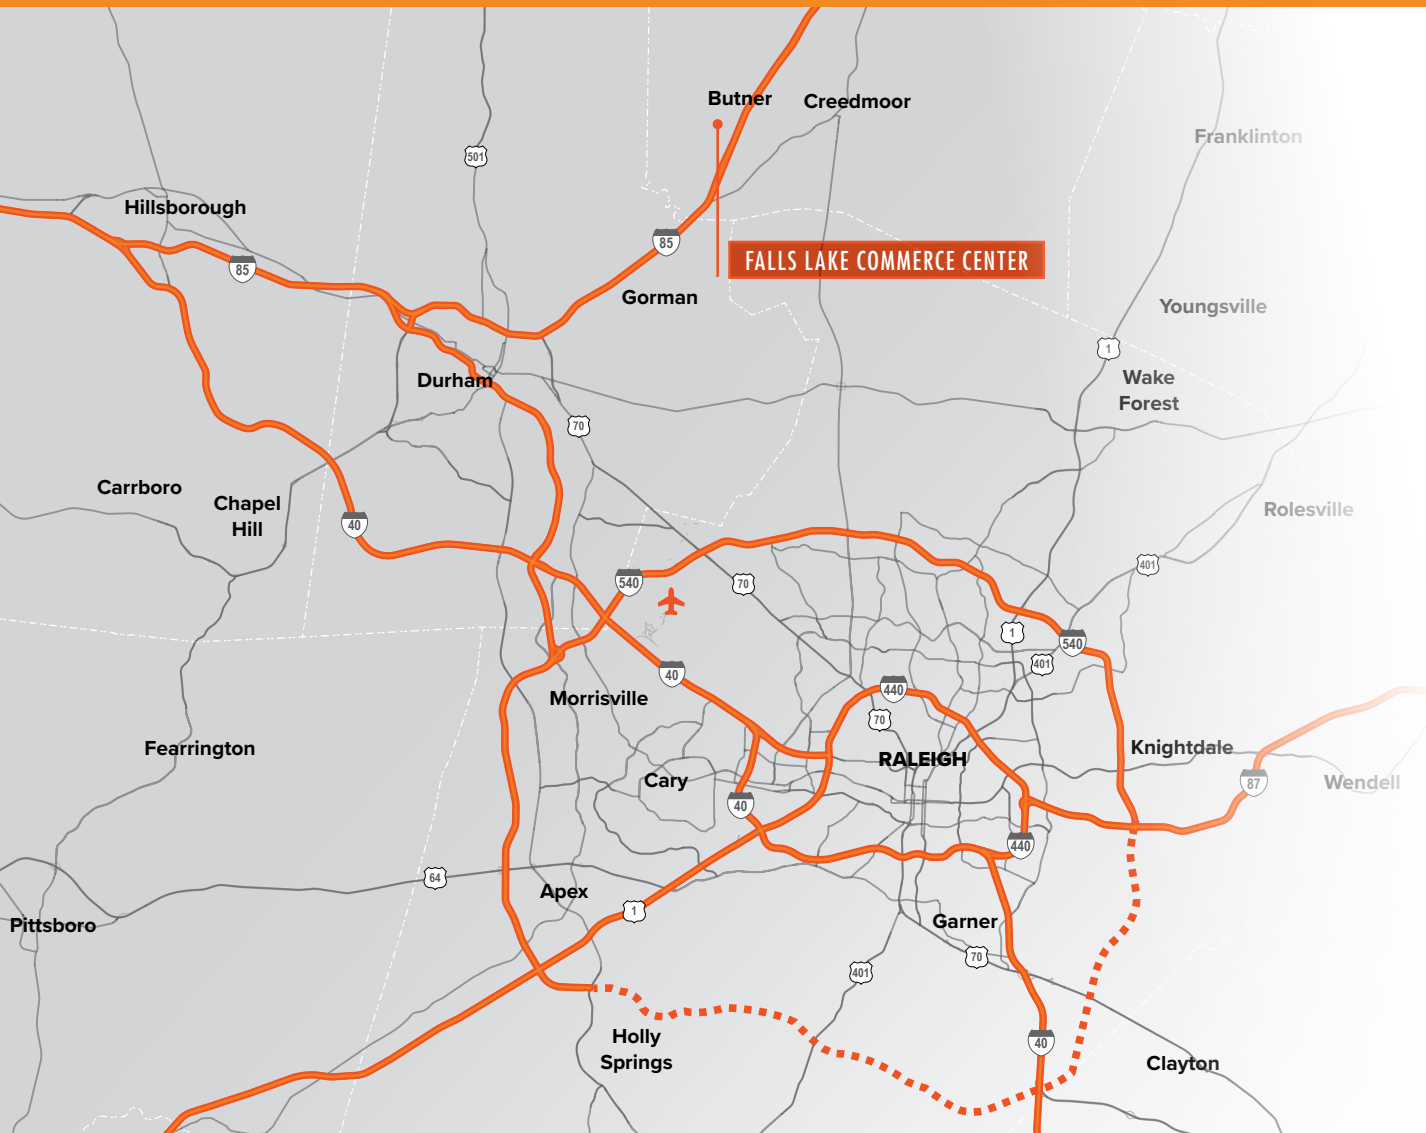 Butner
Creedmoor
Franklinton
501
Hillsborough
85
85
FALLS LAKE COMMERCE CENTER
Gorman
Youngsville
1
Wake
Forest
Durham
70
Carrboro
Chapel
Hill
40
Rolesville
401
540
70
1
540
401
40
440
Morrisville
70
Fearrington
Knightdale
RALEIGH
Cary
87
Wendell
40
440
64
Apex
1
Pittsboro
Garner
70
401
Holly
Springs
40
Clayton